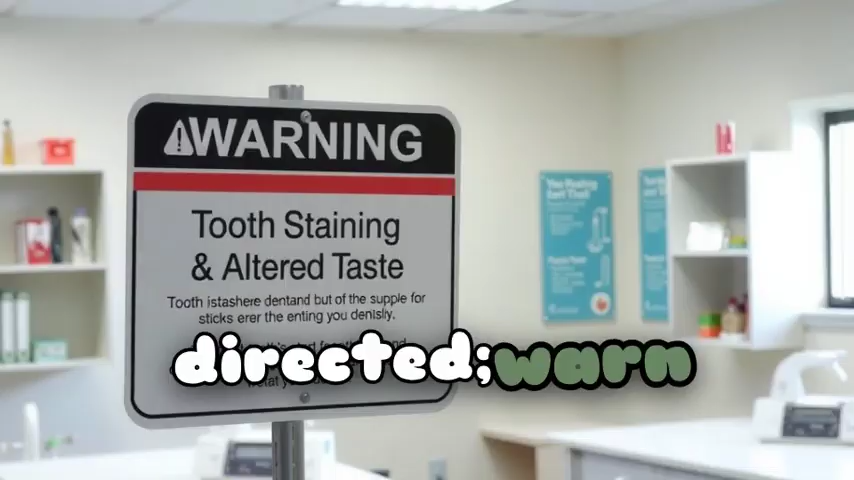 WARNING
Tooth Staining
& Altered Taste
Tooth istashere dentand but of the supple for
sticks erer the enting you denislly.
directed;warn